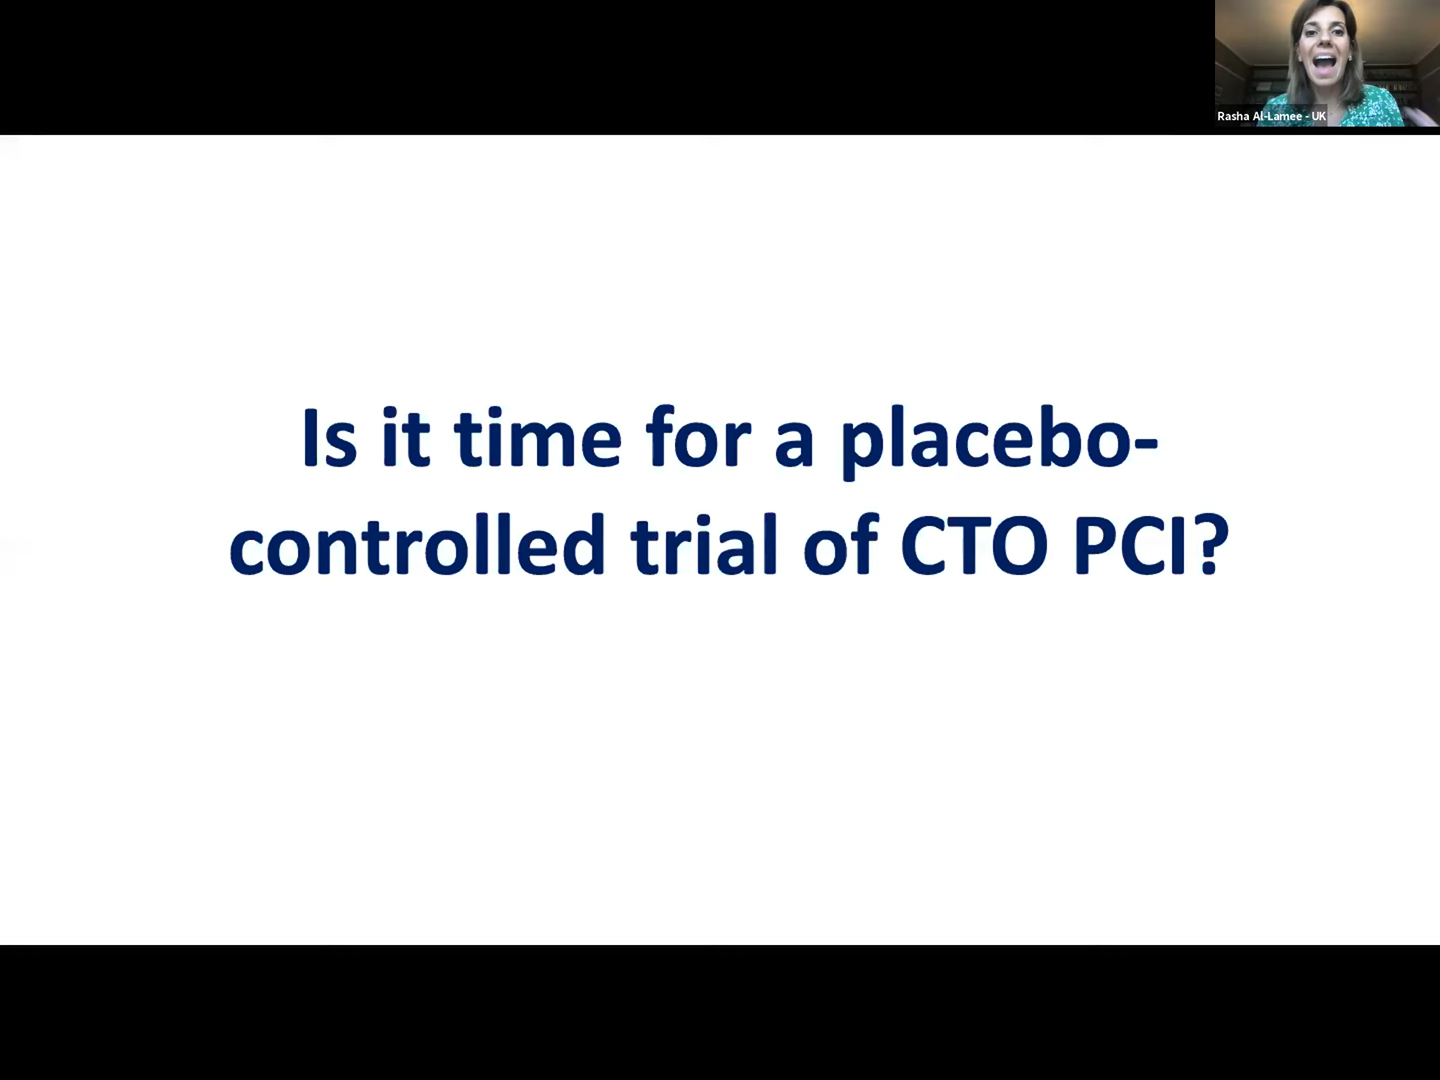 Rasha Al-Lamee - UK
Is it time for a placebo-
controlled trial of CTO PCI?